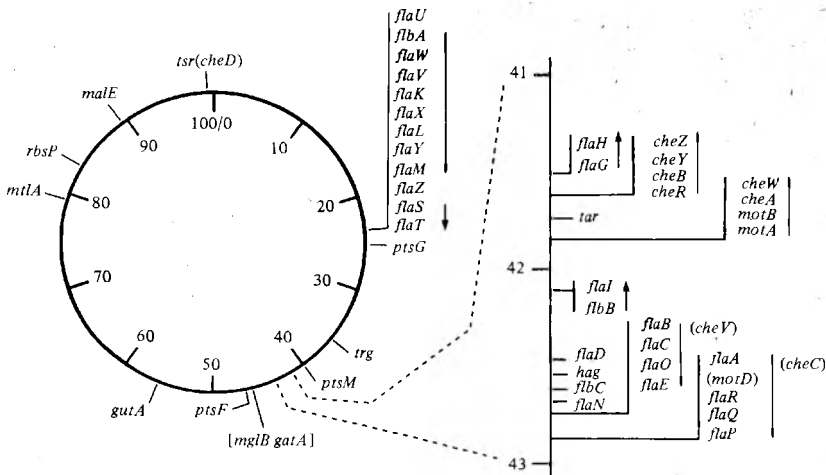 tsr(cheD)
malE
rbsP
mtlA
100/0
10
20
30
40
50
60
70
80
90
flaU
flbA
flaW
flaV
flaK
flaX
flaL
flaY
flaM
flaZ
flaS
flaT
ptsG
trg
ptsM
[mglB gatA]
ptsF
gutA
41
flaH
flaG
cheZ
cheY
cheB
cheR
cheW
cheA
motB
motA
tar
42
flaI
flbB
flaB (cheV)
flaC
flaO
flaE
flaA (cheC)
(motD)
flaR
flaQ
flaP
flaD
hag
flbC
flaN
43